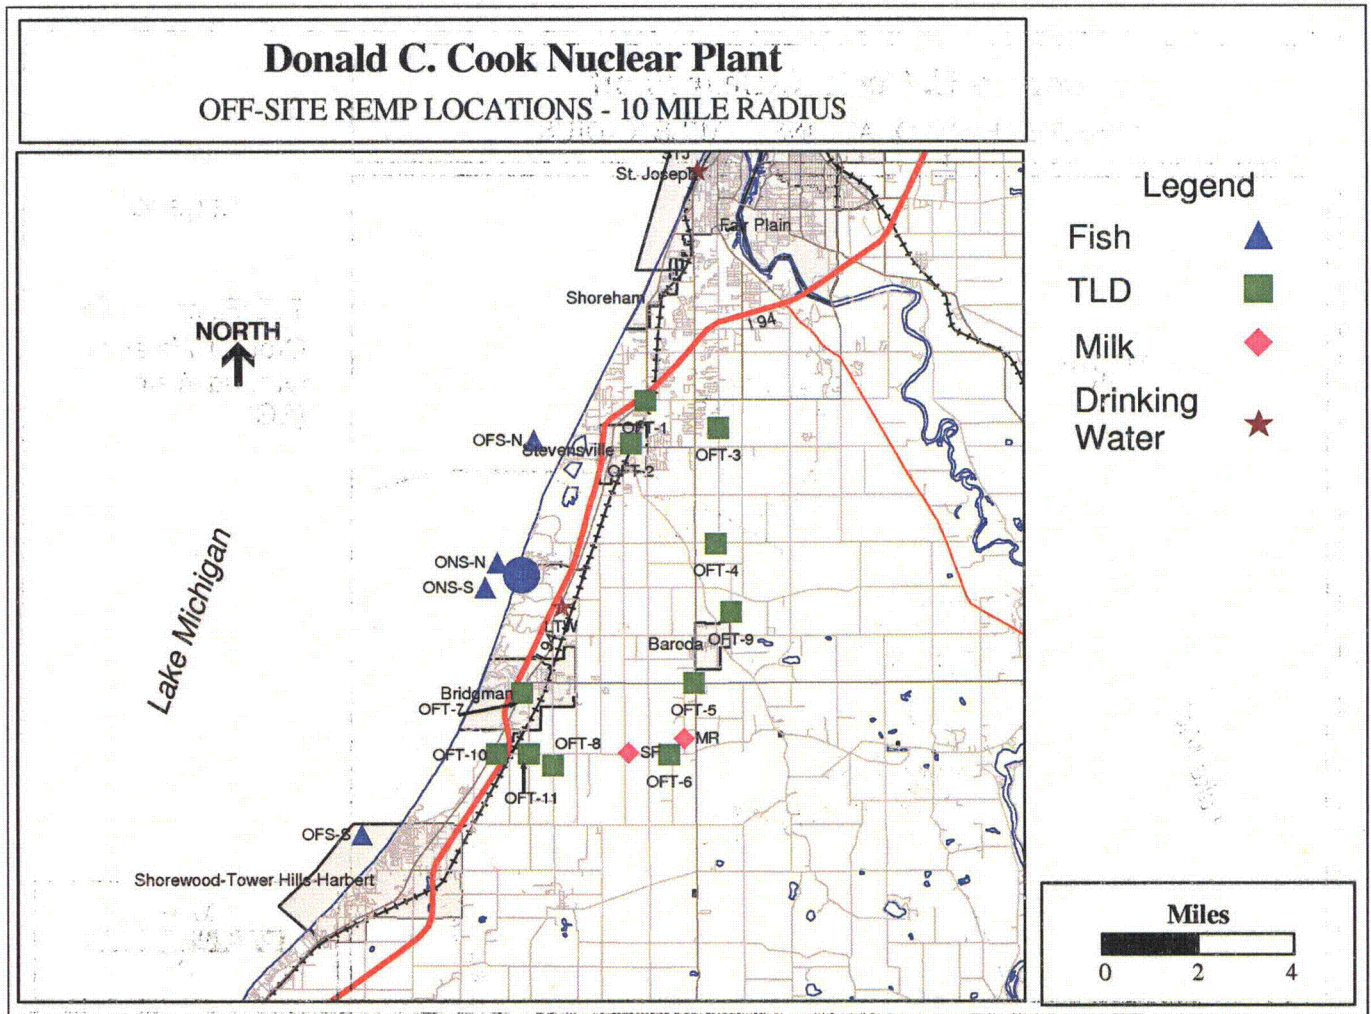 Donald C. Cook Nuclear Plant
OFF-SITE REMP LOCATIONS - 10 MILE RADIUS
STJ
St. Joseph
Fair Plain
Shoreham
I 94
NORTH
OFT-1
OFS-N
Stevensville
OFT-2
OFT-3
ONS-N
ONS-S
OFT-4
Lake Michigan
LTW
I 94
Baroda
OFT-9
Bridgman
OFT-7
OFT-5
MR
SF
OFT-10
OFT-8
OFT-6
OFT-11
OFS-S
Shorewood-Tower Hills-Harbert
Legend
Fish
TLD
Milk
Drinking
Water
Miles
0 2 4